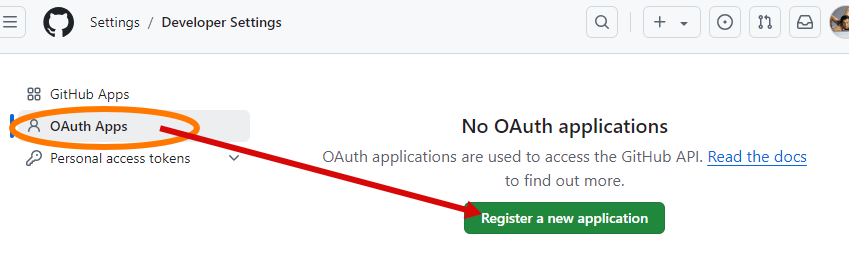 Settings / Developer Settings
GitHub Apps
OAuth Apps
Personal access tokens
No OAuth applications
OAuth applications are used to access the GitHub API. Read the docs
to find out more.
Register a new application